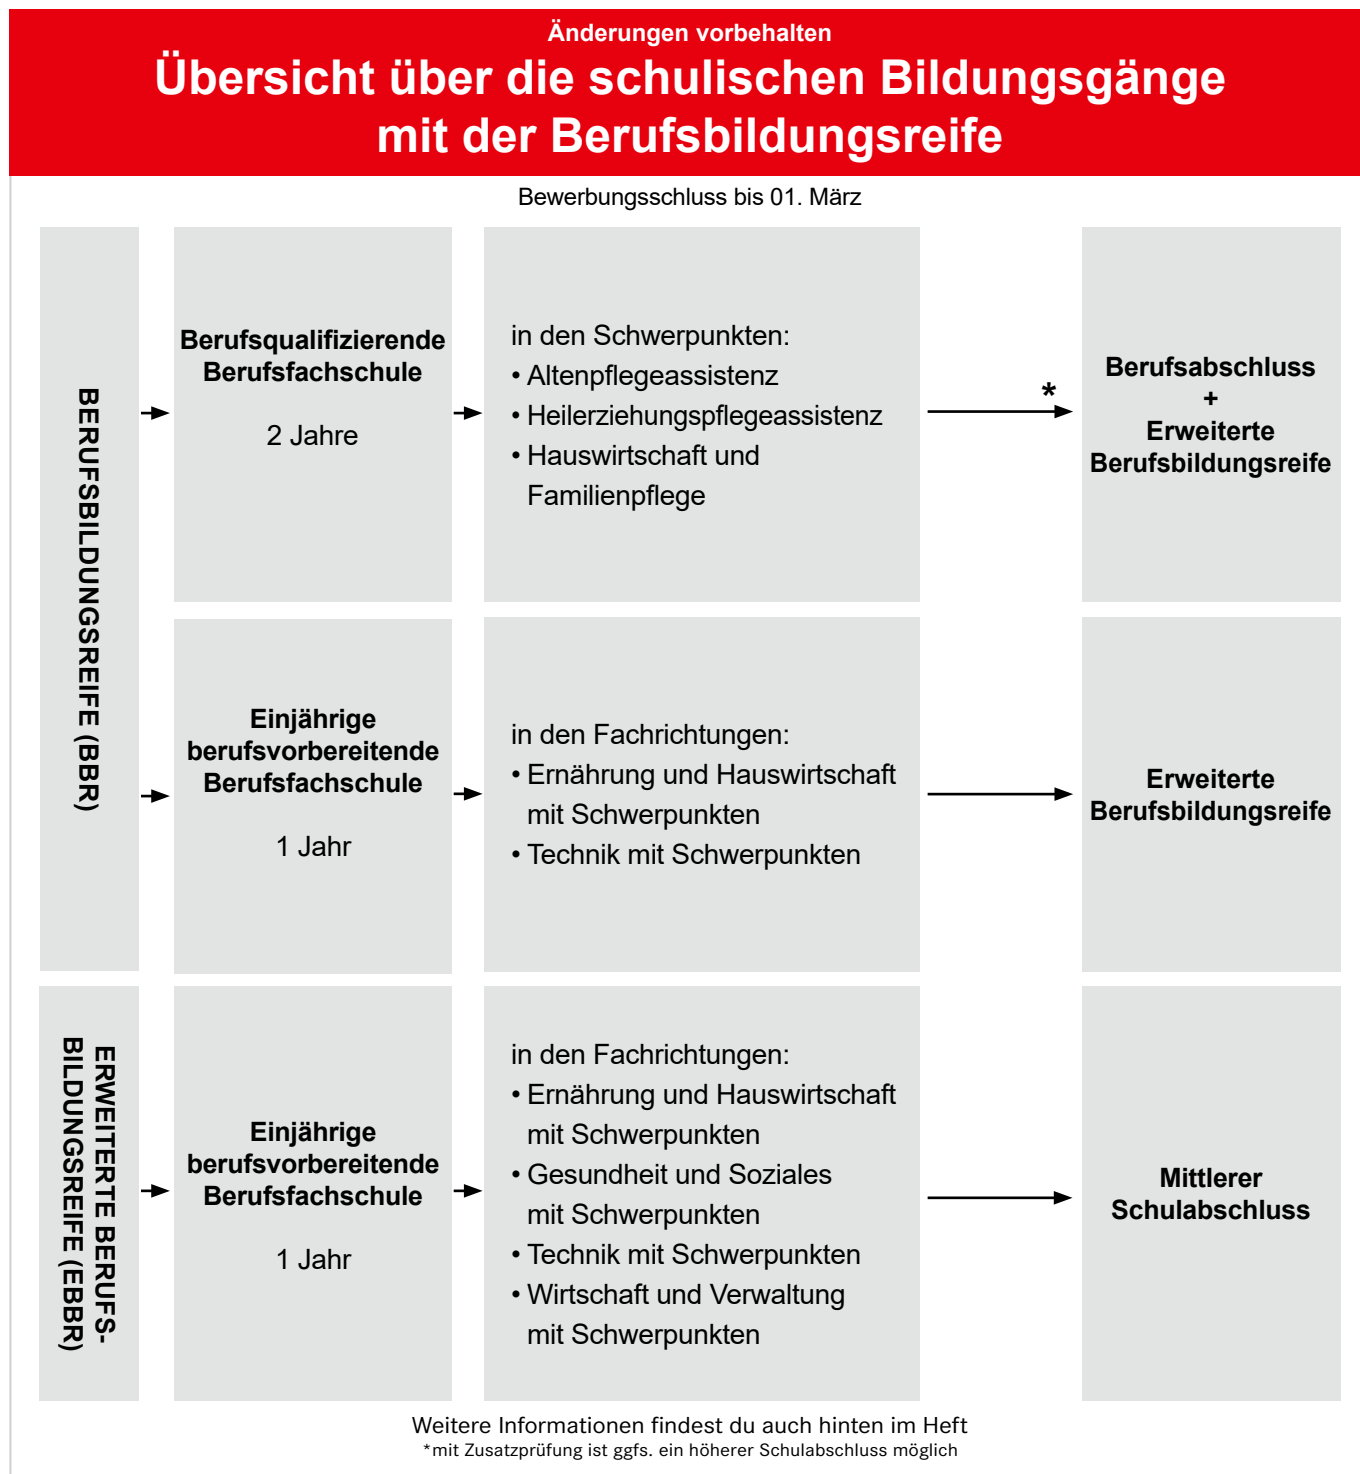 Änderungen vorbehalten
Übersicht über die schulischen Bildungsgänge
mit der Berufsbildungsreife
Bewerbungsschluss bis 01. März
BERUFSBILDUNGSREIFE (BBR)
Berufsqualifizierende
Berufsfachschule
2 Jahre
in den Schwerpunkten:
• Altenpflegeassistenz
• Heilerziehungspflegeassistenz
• Hauswirtschaft und
Familienpflege
*
Berufsabschluss
+
Erweiterte
Berufsbildungsreife
Einjährige
berufsvorbereitende
Berufsfachschule
1 Jahr
in den Fachrichtungen:
• Ernährung und Hauswirtschaft
mit Schwerpunkten
• Technik mit Schwerpunkten
Erweiterte
Berufsbildungsreife
ERWEITERTE BERUFS-
BILDUNGSREIFE (EBBR)
Einjährige
berufsvorbereitende
Berufsfachschule
1 Jahr
in den Fachrichtungen:
• Ernährung und Hauswirtschaft
mit Schwerpunkten
• Gesundheit und Soziales
mit Schwerpunkten
• Technik mit Schwerpunkten
• Wirtschaft und Verwaltung
mit Schwerpunkten
Mittlerer
Schulabschluss
Weitere Informationen findest du auch hinten im Heft
*mit Zusatzprüfung ist ggfs. ein höherer Schulabschluss möglich